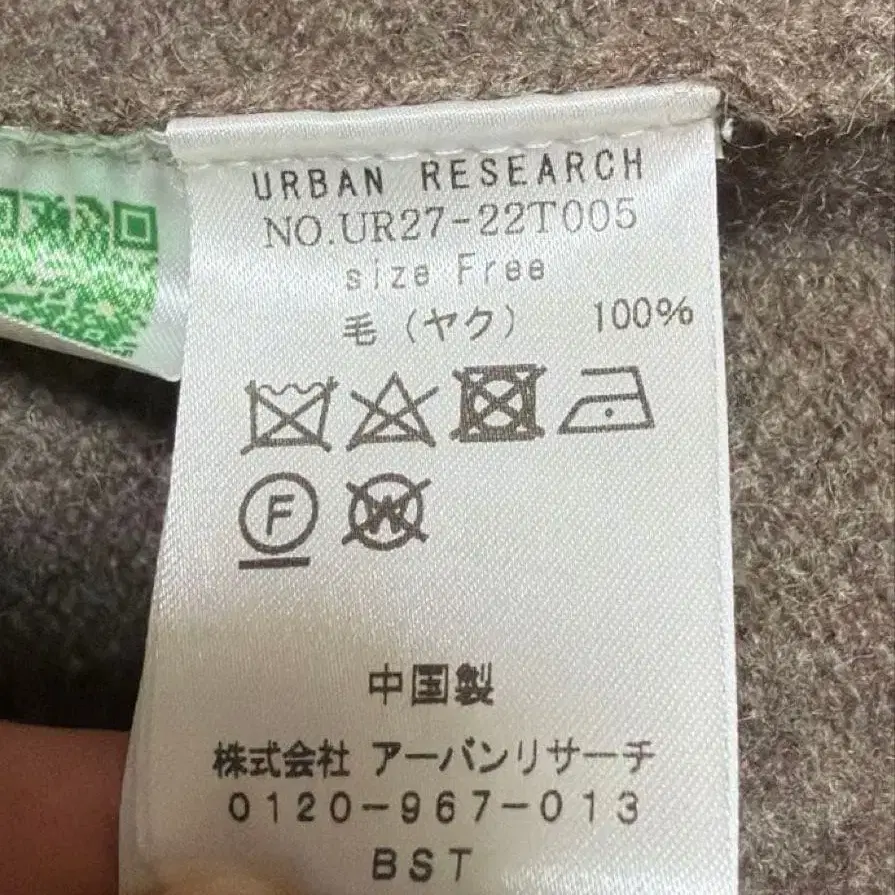 URBAN RESEARCH
NO.UR27-22T005
size Free
毛（ヤク） 100%
F
W
中国製
株式会社 アーバンリサーチ
0120-967-013
BST